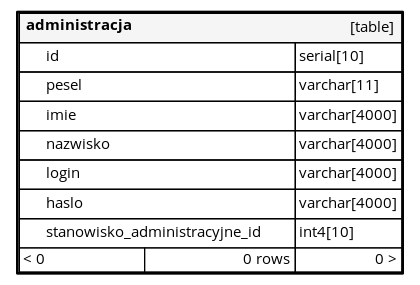 administracja [table]
id serial[10]
pesel varchar[11]
imie varchar[4000]
nazwisko varchar[4000]
login varchar[4000]
haslo varchar[4000]
stanowisko_administracyjne_id int4[10]
< 0 0 rows 0 >